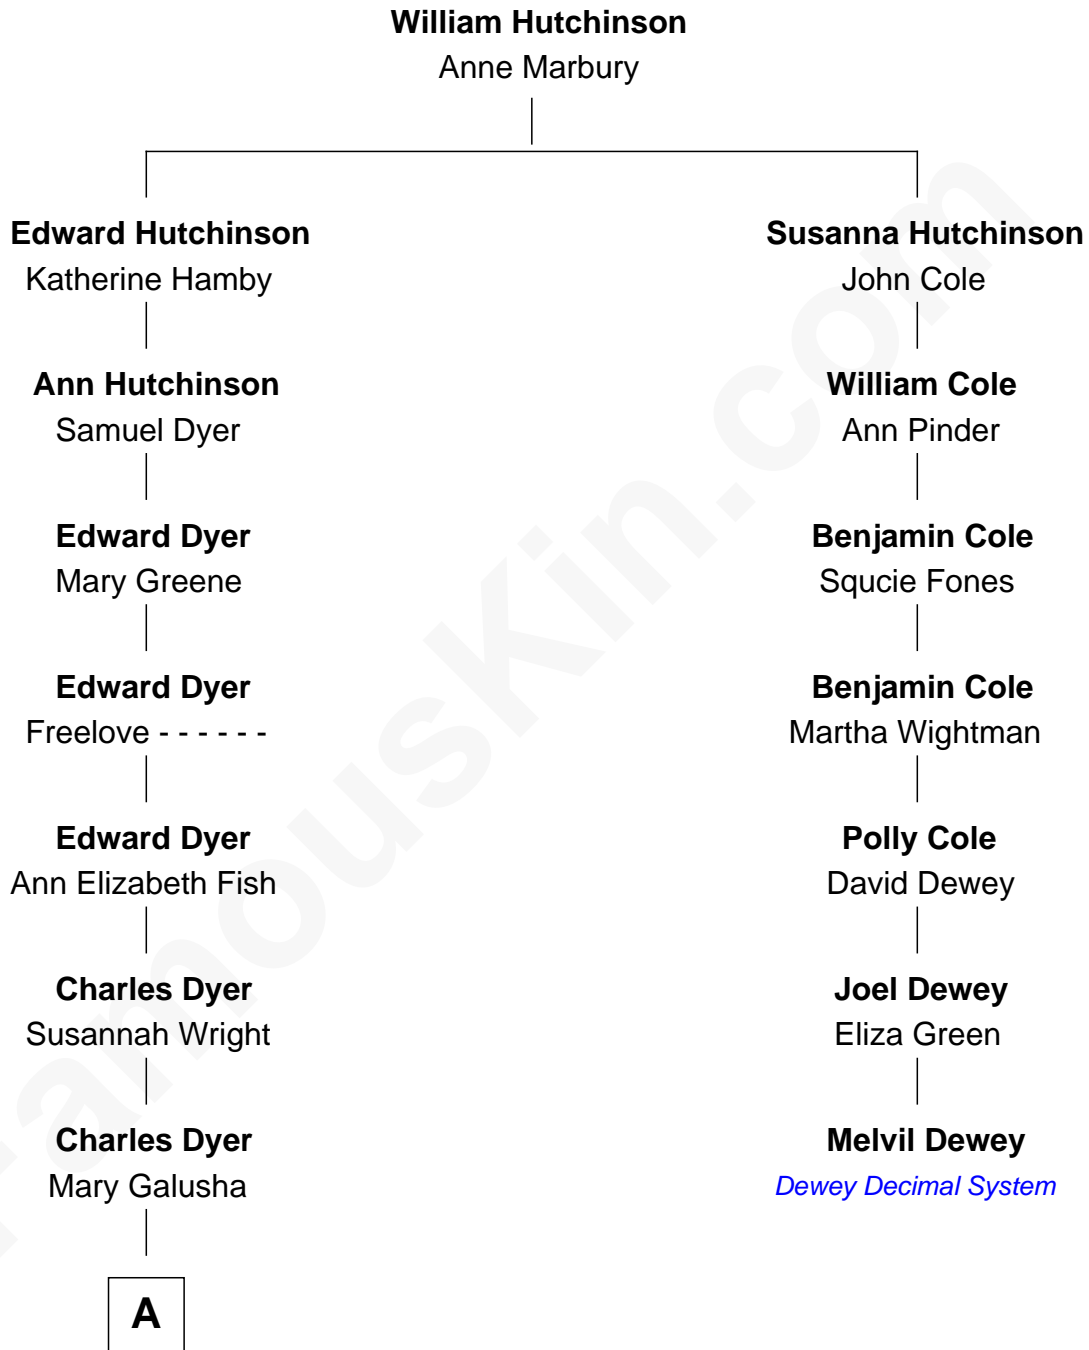 William Hutchinson
Anne Marbury
Edward Hutchinson
Katherine Hamby
Susanna Hutchinson
John Cole
Ann Hutchinson
Samuel Dyer
William Cole
Ann Pinder
Edward Dyer
Mary Greene
Benjamin Cole
Squcie Fones
Edward Dyer
Freelove - - - - - -
Benjamin Cole
Martha Wightman
Edward Dyer
Ann Elizabeth Fish
Polly Cole
David Dewey
Charles Dyer
Susannah Wright
Joel Dewey
Eliza Green
Charles Dyer
Mary Galusha
Melvil Dewey
Dewey Decimal System
A
FamousKin.com